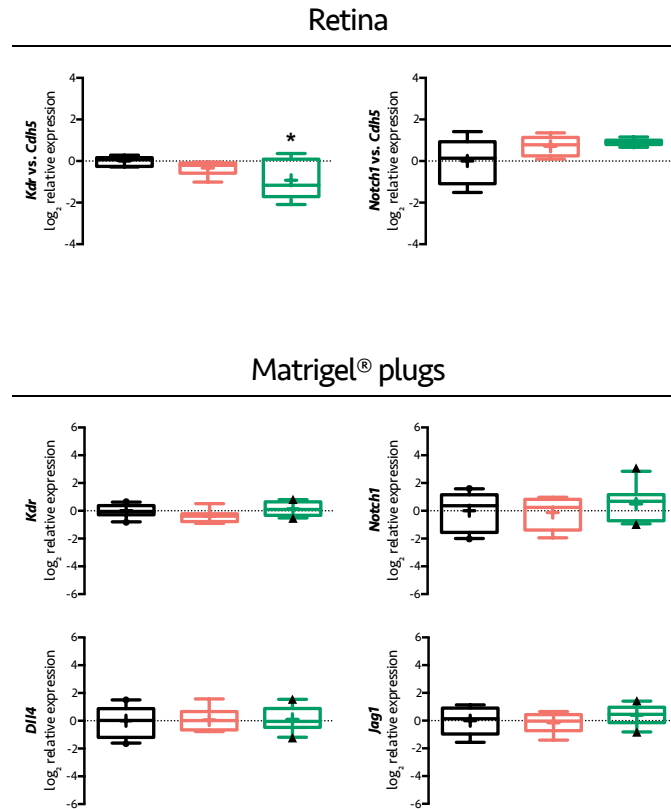 Retina
Kdr vs. Cdh5
log₂ relative expression
4
2
0
-2
-4
*
Notch1 vs. Cdh5
log₂ relative expression
4
2
0
-2
-4
Matrigel® plugs
Kdr
log₂ relative expression
6
4
2
0
-2
-4
-6
Notch1
log₂ relative expression
6
4
2
0
-2
-4
-6
Dll4
log₂ relative expression
6
4
2
0
-2
-4
-6
Jag1
log₂ relative expression
6
4
2
0
-2
-4
-6